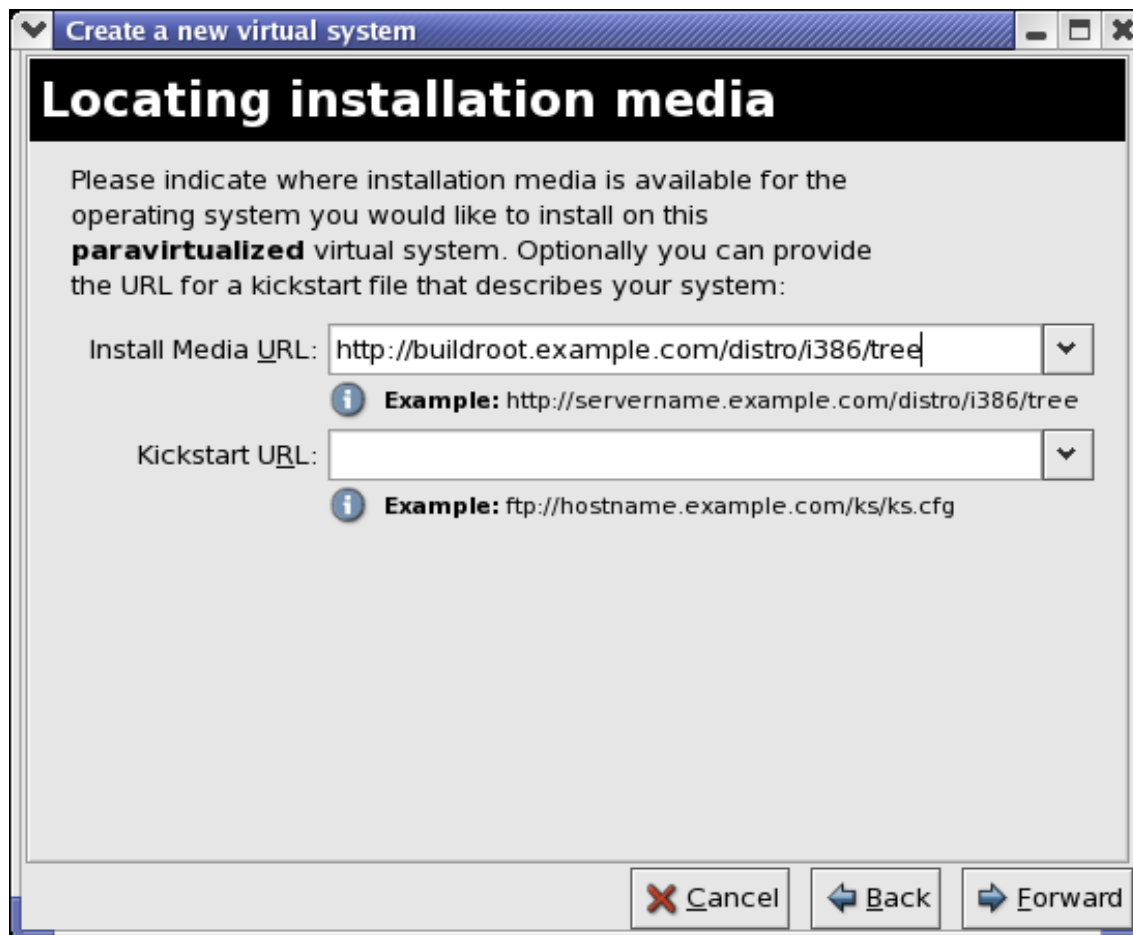 Create a new virtual system
Locating installation media
Please indicate where installation media is available for the
operating system you would like to install on this
paravirtualized virtual system. Optionally you can provide
the URL for a kickstart file that describes your system:
Install Media URL: http://buildroot.example.com/distro/i386/tree
Example: http://servername.example.com/distro/i386/tree
Kickstart URL:
Example: ftp://hostname.example.com/ks/ks.cfg
Cancel Back Forward